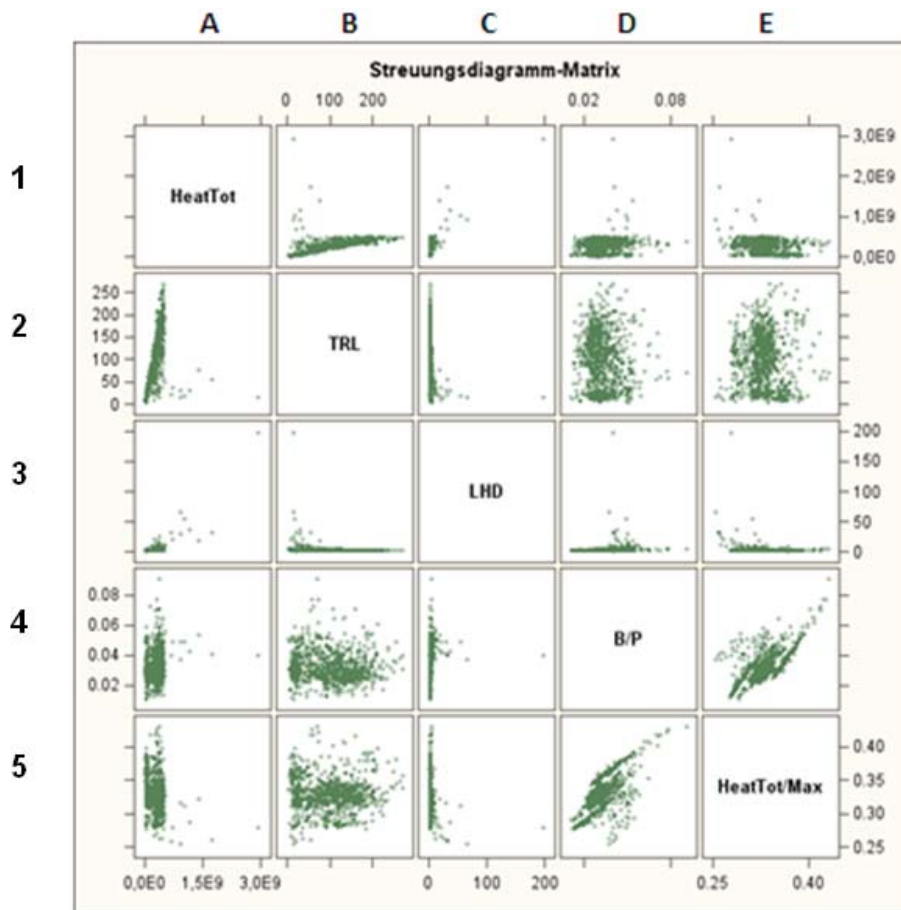 A B C D E
Streuungsdiagramm-Matrix
0 100 200 0.02 0.08
1 HeatTot 3,0E9
2,0E9
1,0E9
0,0E0
2 250 TRL
200
150
100
50
0
3 LHD 200
150
100
50
0
4 0.08 B/P
0.06
0.04
0.02
5 HeatTot/Max 0.40
0.35
0.30
0.25
0,0E0 1,5E9 3,0E9 0 100 200 0.25 0.40